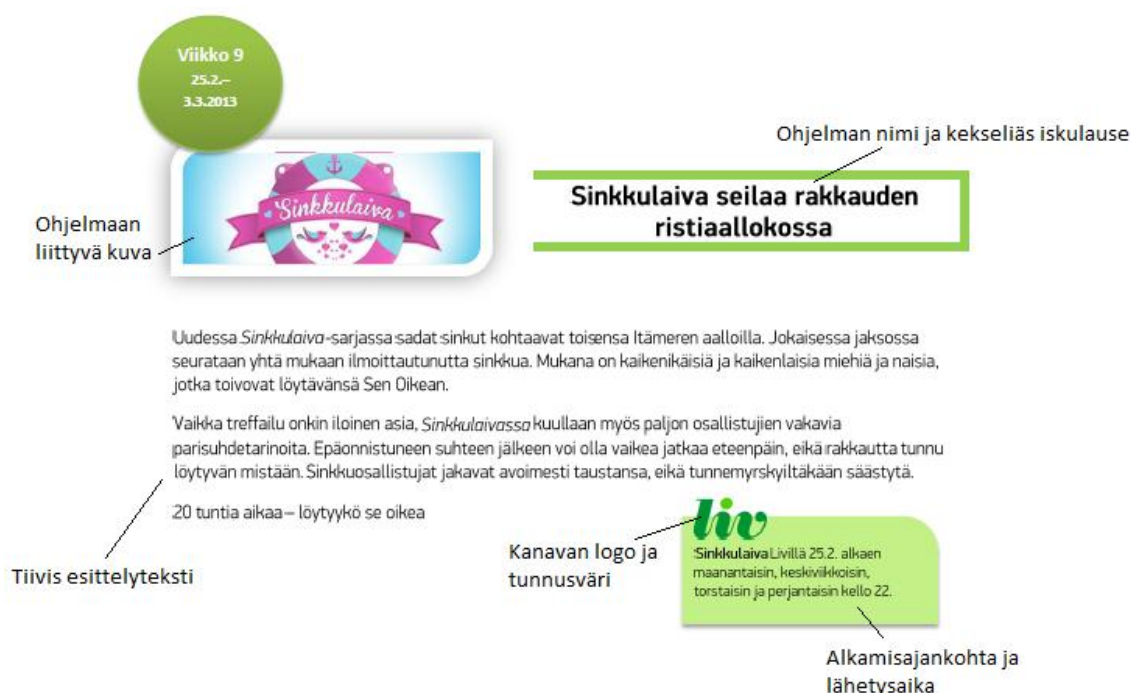 Viikko 9
25.2.–
3.3.2013
Ohjelman nimi ja kekseliäs iskulause
Sinkkulaiva
Sinkkulaiva seilaa rakkauden
ristiaallokossa
Ohjelmaan
liittyvä kuva
Uudessa Sinkkulaiva-sarjassa sadat sinkut kohtaavat toisensa Itämeren aalloilla. Jokaisessa jaksossa
seurataan yhtä mukaan ilmoittautunutta sinkkua. Mukana on kaikenikäisiä ja kaikenlaisia miehiä ja naisia,
jotka toivovat löytävänsä Sen Oikean.
Vaikka treffailu onkin iloinen asia, Sinkkulaivassa kuullaan myös paljon osallistujien vakavia
parisuhdetarinoita. Epäonnistuneen suhteen jälkeen voi olla vaikea jatkaa eteenpäin, eikä rakkautta tunnu
löytyvän mistään. Sinkkuosallistujat jakavat avoimesti taustansa, eikä tunnemyrskyiltäkään säästytä.
20 tuntia aikaa – löytyykö se oikea
Tiivis esittelyteksti
Kanavan logo ja
tunnusväri
liv
Sinkkulaiva Livillä 25.2. alkaen
maanantaisin, keskiviikkoisin,
torstaisin ja perjantaisin kello 22.
Alkamisajankohta ja
lähetysaika